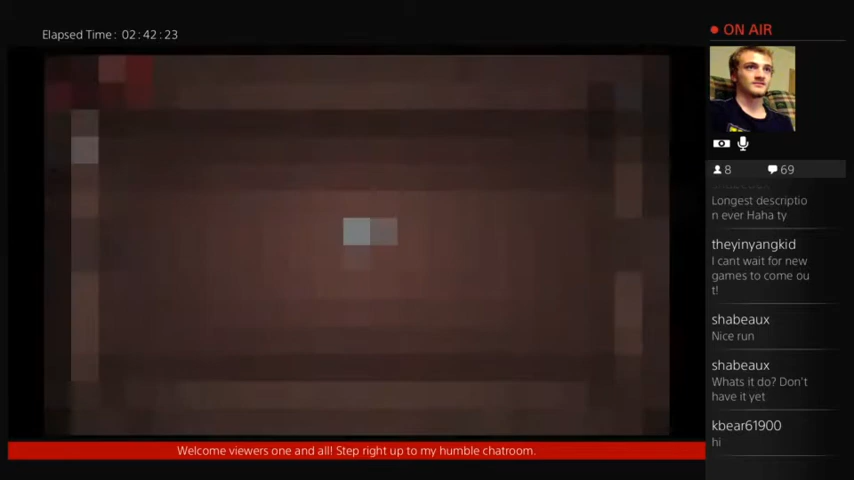 Elapsed Time: 02:42:23
ON AIR
8 69
Longest descriptio
n ever Haha ty
theyinyangkid
I cant wait for new
games to come ou
t!
shabeaux
Nice run
shabeaux
Whats it do? Don't
have it yet
kbear61900
hi
Welcome viewers one and all! Step right up to my humble chatroom.